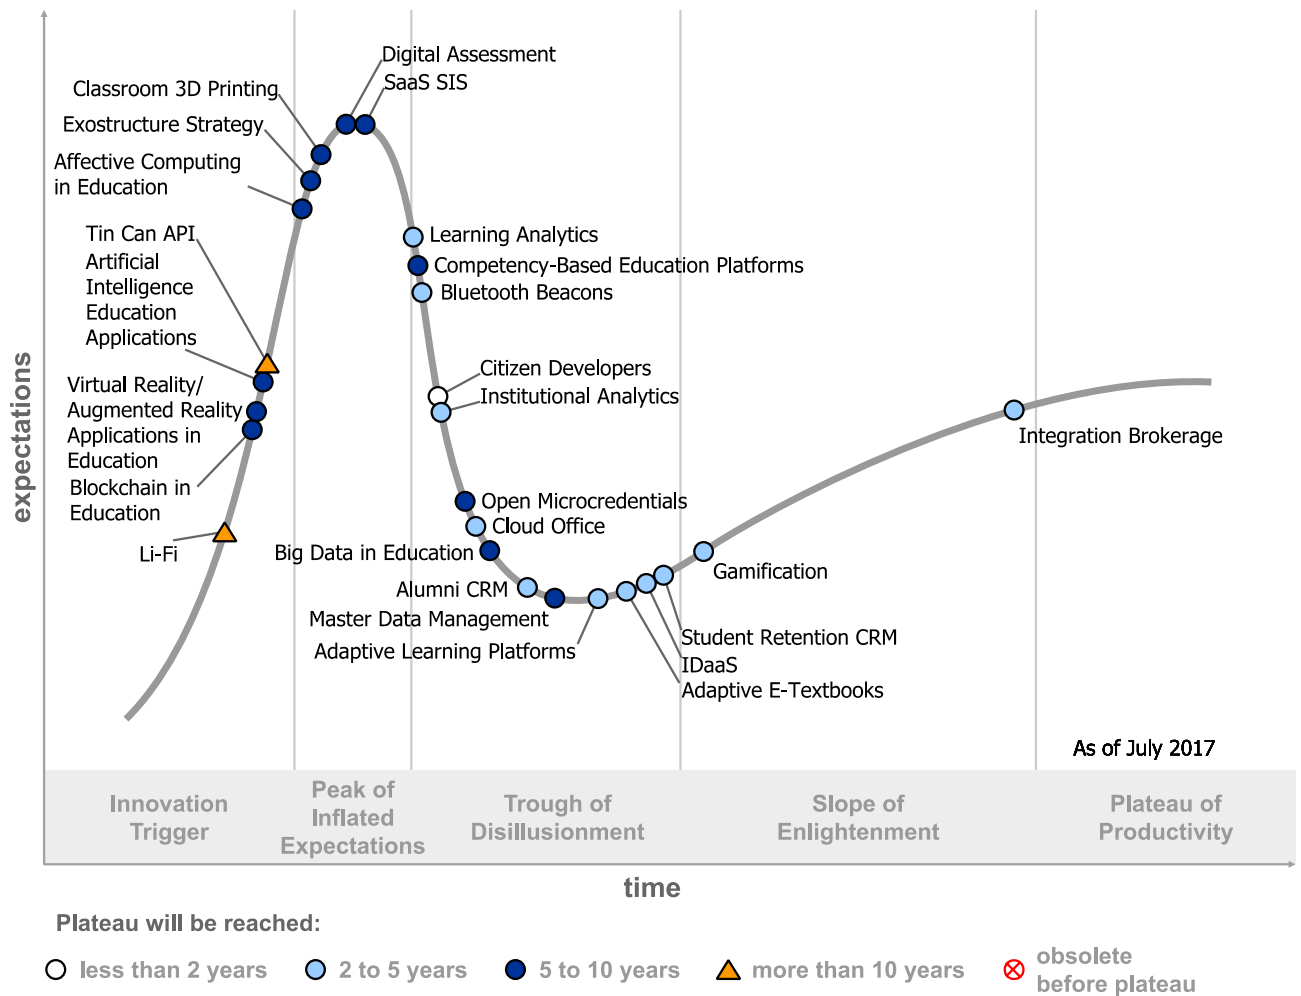 Digital Assessment
SaaS SIS
Classroom 3D Printing
Exostructure Strategy
Affective Computing
in Education
Tin Can API
Artificial
Intelligence
Education
Applications
Virtual Reality/
Augmented Reality
Applications in
Education
Blockchain in
Education
Li-Fi
Learning Analytics
Competency-Based Education Platforms
Bluetooth Beacons
Citizen Developers
Institutional Analytics
Open Microcredentials
Cloud Office
Big Data in Education
Alumni CRM
Master Data Management
Adaptive Learning Platforms
Student Retention CRM
IDaaS
Adaptive E-Textbooks
Gamification
Integration Brokerage
As of July 2017
expectations
Innovation
Trigger
Peak of
Inflated
Expectations
Trough of
Disillusionment
Slope of
Enlightenment
Plateau of
Productivity
time
Plateau will be reached:
less than 2 years
2 to 5 years
5 to 10 years
more than 10 years
obsolete
before plateau